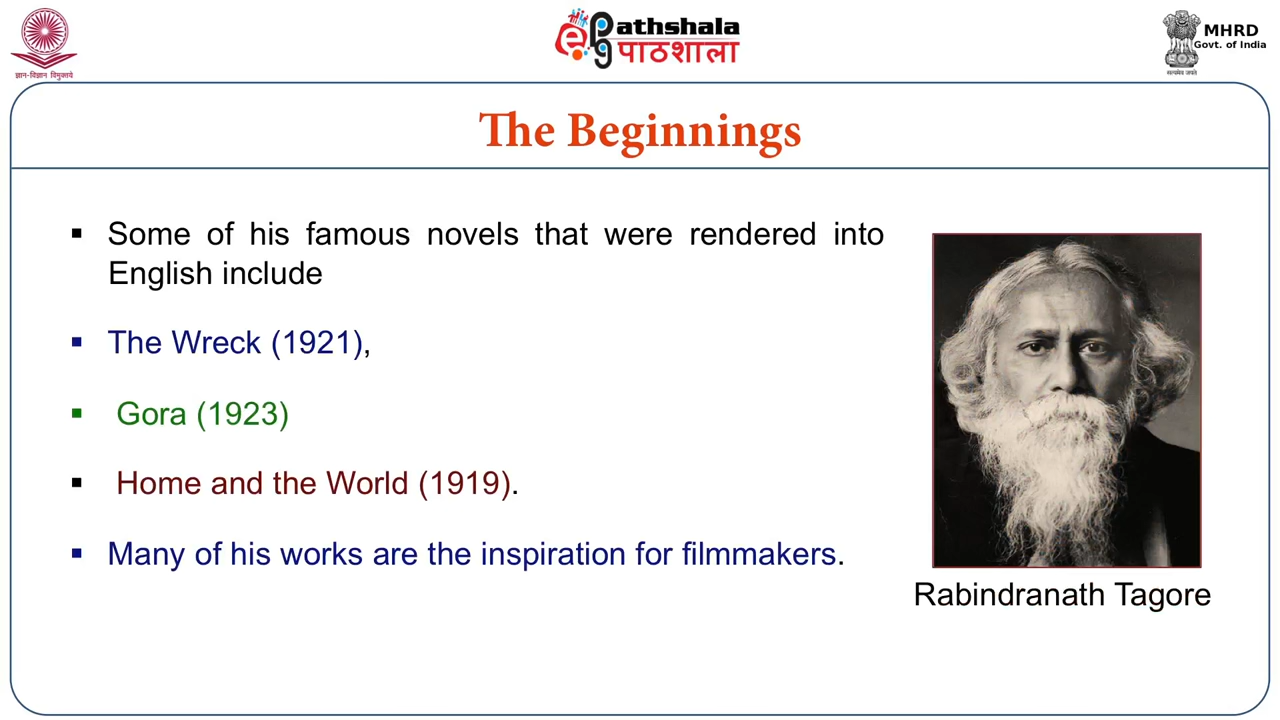 ज्ञान-विज्ञान विमुक्तये
ePathshala
पाठशाला
MHRD
Govt. of India
सत्यमेव जयते
The Beginnings
▪ Some of his famous novels that were rendered into
English include
▪ The Wreck (1921),
▪ Gora (1923)
▪ Home and the World (1919).
▪ Many of his works are the inspiration for filmmakers.
Rabindranath Tagore